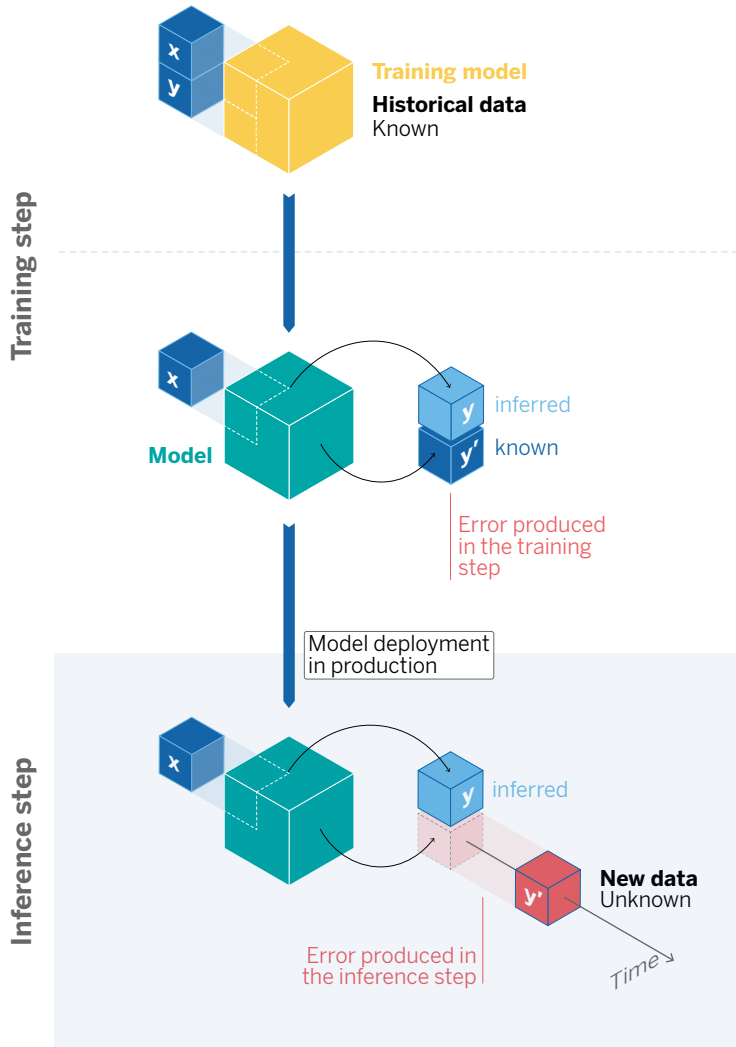 Training step
x
y
Training model
Historical data
Known
x
Model
y
inferred
y'
known
Error produced
in the training
step
Model deployment
in production
Inference step
x
y
inferred
y'
New data
Unknown
Error produced in
the inference step
Time